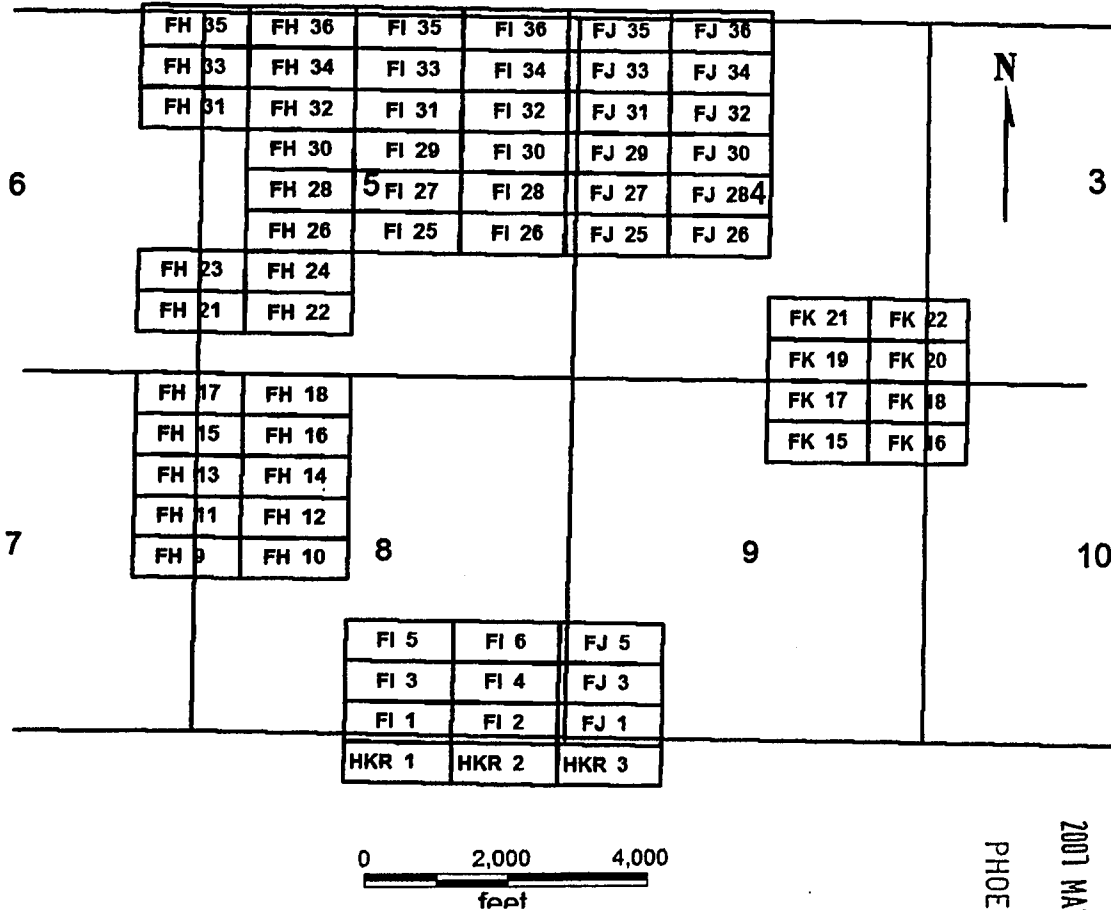 FH 35 FH 36 FI 35 FI 36 FJ 35 FJ 36
FH 33 FH 34 FI 33 FI 34 FJ 33 FJ 34
N
FH 31 FH 32 FI 31 FI 32 FJ 31 FJ 32
FH 30 FI 29 FI 30 FJ 29 FJ 30
6 FH 28 5 FI 27 FI 28 FJ 27 FJ 28 4 3
FH 26 FI 25 FI 26 FJ 25 FJ 26
FH 23 FH 24
FH 21 FH 22 FK 21 FK 22
FK 19 FK 20
FH 17 FH 18 FK 17 FK 18
FH 15 FH 16 FK 15 FK 16
FH 13 FH 14
FH 11 FH 12
7 FH 9 FH 10 8 9 10
FI 5 FI 6 FJ 5
FI 3 FI 4 FJ 3
FI 1 FI 2 FJ 1
HKR 1 HKR 2 HKR 3
0 2,000 4,000
feet
2001 MA
PHOE